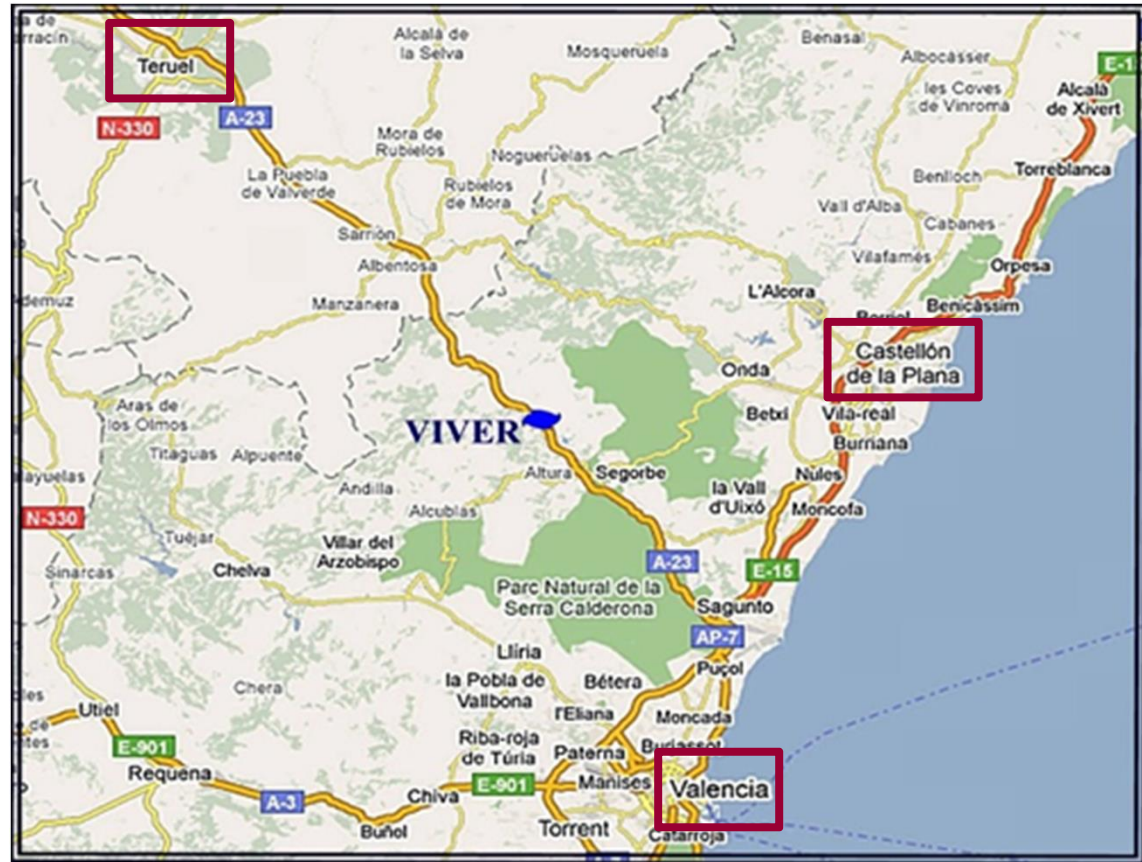 Teruel
Alcalá de
la Selva
Mosqueruela
Benasal
Albocàsser
E-1
les Coves
de Vinromà
Alcalà
de Xivert
N-330
A-23
Mora de
Rubielos
Nogueruelas
La Puebla
de Valverde
Rubielos
de Mora
Benlloch
Torreblanca
Vall d'Alba
Cabanes
Sarrión
Albentosa
Vilafamés
Orpesa
Manzanera
L'Alcora
Benicàssim
Castellón
de la Plana
Onda
Aras de
los Olmos
VIVER
Betxí
Vila-real
Burriana
Titaguas
Alpuente
Altura
Segorbe
Nules
Andilla
la Vall
d'Uixó
Moncofa
Alcublas
N-330
Tuéjar
Villar del
Arzobispo
A-23
E-15
Sinarcas
Chelva
Parc Natural de la
Serra Calderona
Sagunto
AP-7
Llíria
Puçol
Chera
la Pobla de
Vallbona
Bétera
Utiel
l'Eliana
Moncada
E-901
Riba-roja
de Túria
Paterna
Burjassot
Requena
E-901
Manises
Valencia
A-3
Chiva
Buñol
Torrent
Catarroja